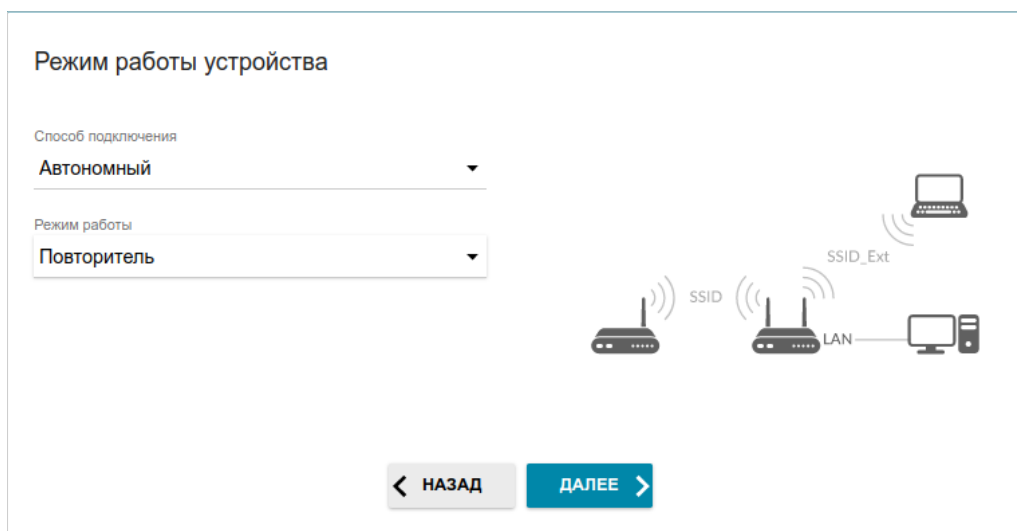 Режим работы устройства
Способ подключения
Автономный
Режим работы
Повторитель
SSID_Ext
SSID
LAN
НАЗАД
ДАЛЕЕ